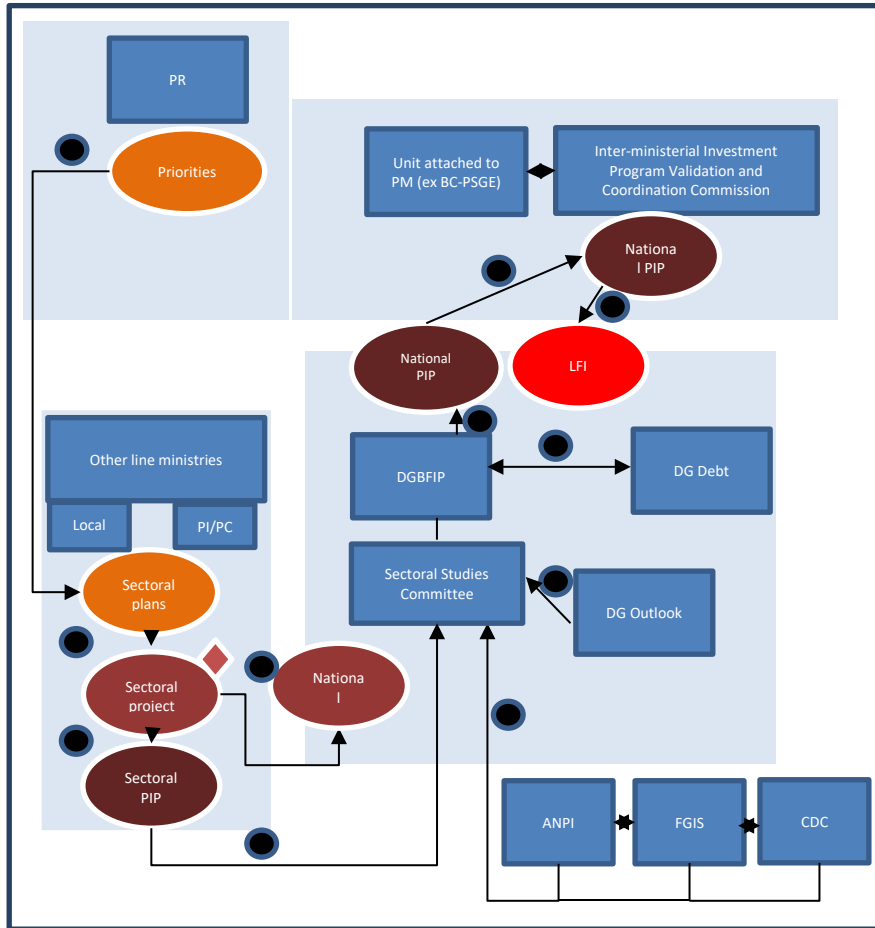 PR
Priorities
Unit attached to
PM (ex BC-PSGE)
Inter-ministerial Investment
Program Validation and
Coordination Commission
Nationa
l PIP
National
PIP
LFI
Other line ministries
Local
PI/PC
DGBFIP
DG Debt
Sectoral
plans
Sectoral Studies
Committee
DG Outlook
Sectoral
project
Nationa
l
Sectoral
PIP
ANPI
FGIS
CDC